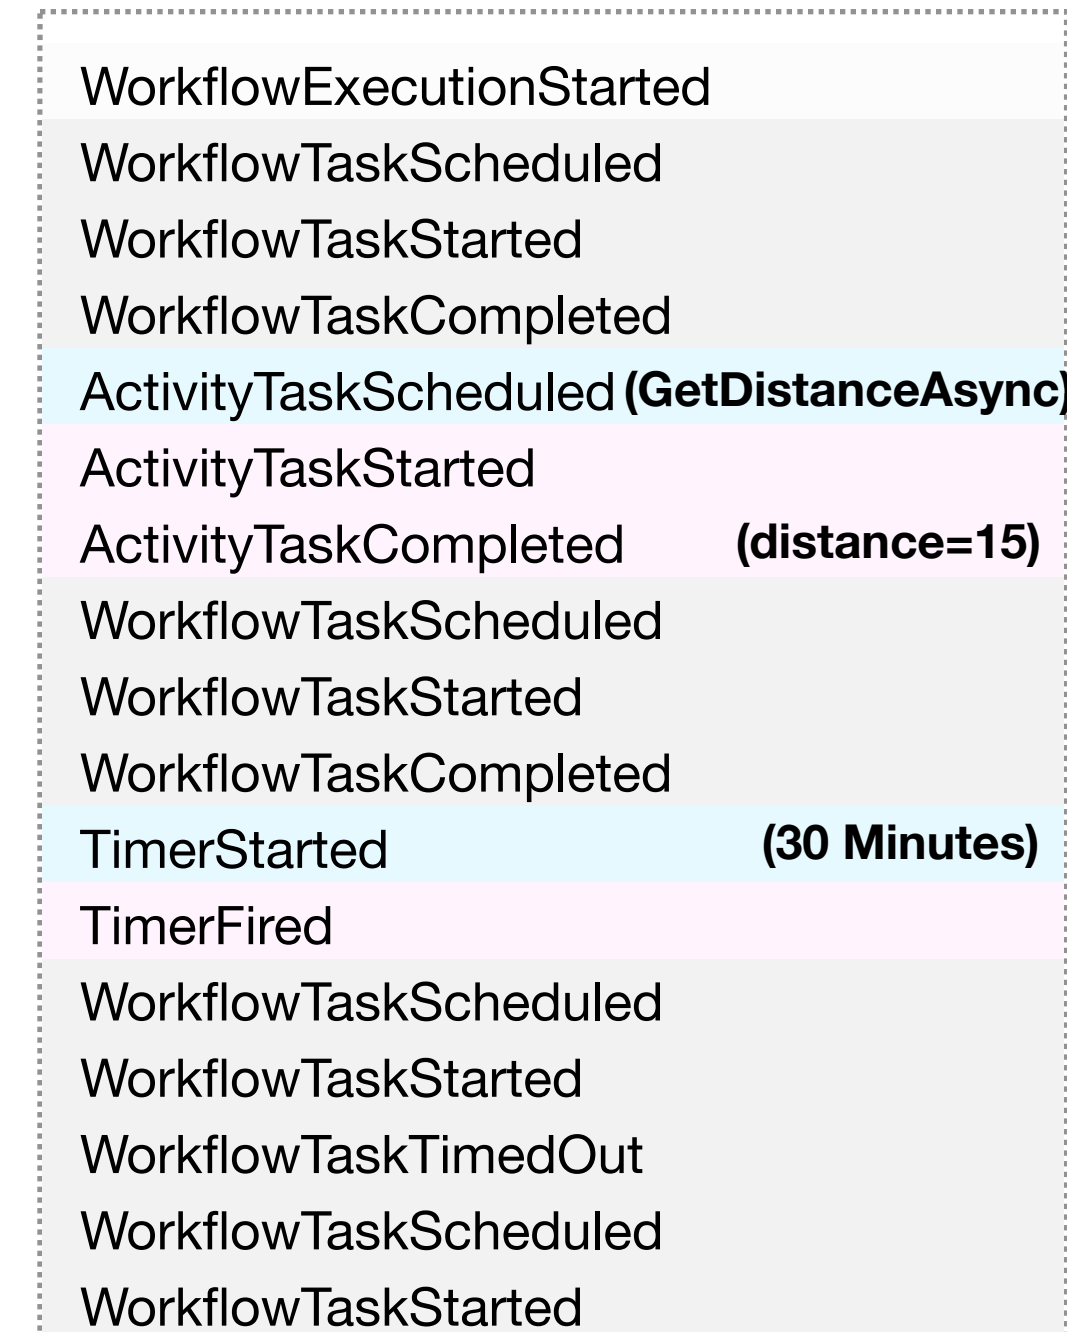 WorkflowExecutionStarted
WorkflowTaskScheduled
WorkflowTaskStarted
WorkflowTaskCompleted
ActivityTaskScheduled (GetDistanceAsync)
ActivityTaskStarted
ActivityTaskCompleted (distance=15)
WorkflowTaskScheduled
WorkflowTaskStarted
WorkflowTaskCompleted
TimerStarted (30 Minutes)
TimerFired
WorkflowTaskScheduled
WorkflowTaskStarted
WorkflowTaskTimedOut
WorkflowTaskScheduled
WorkflowTaskStarted